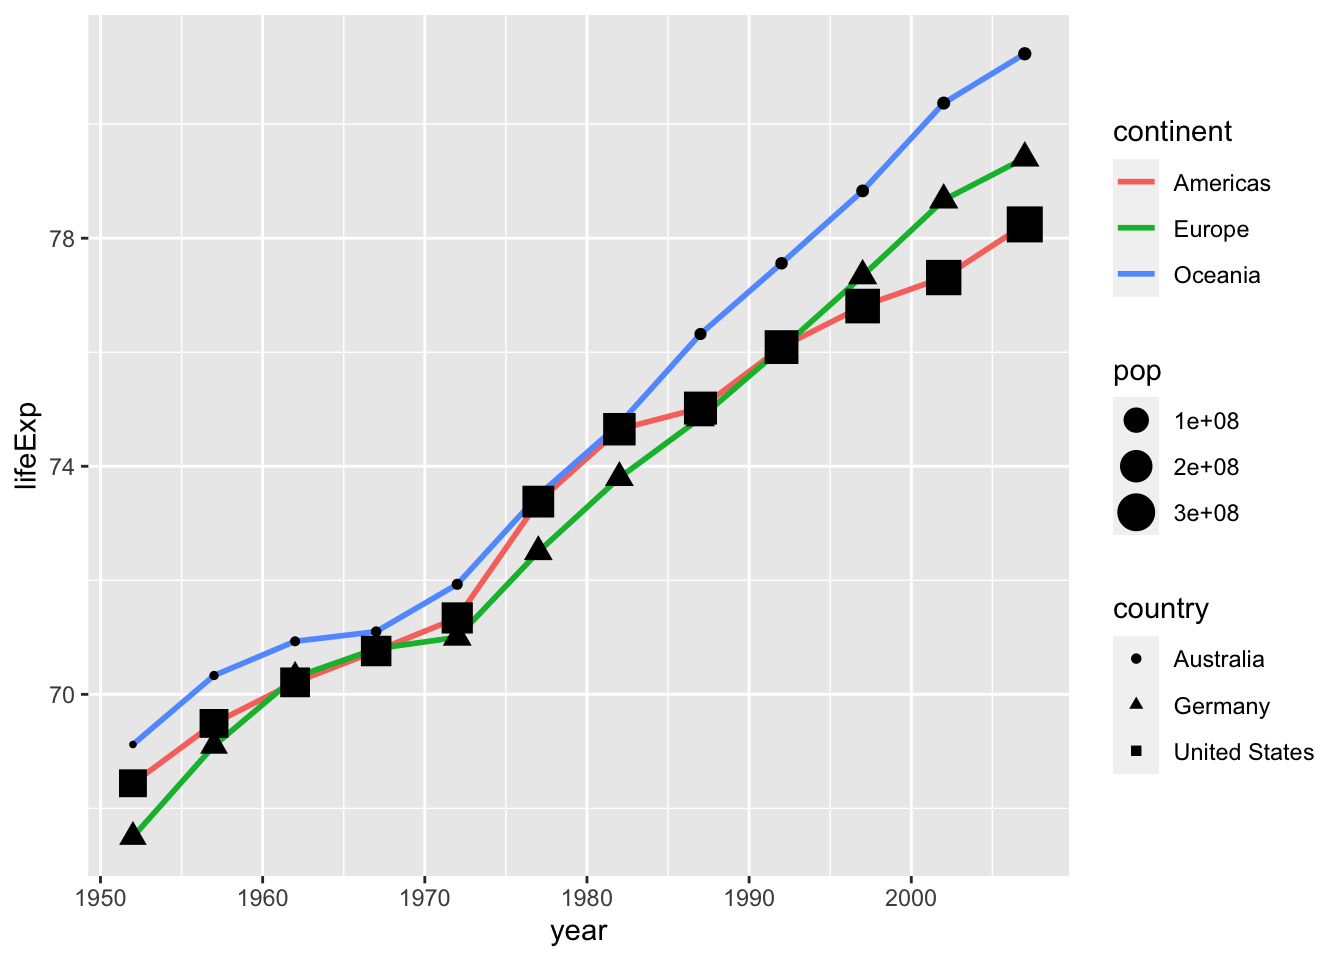 lifeExp
78
74
70
1950 1960 1970 1980 1990 2000
year
continent
Americas
Europe
Oceania
pop
1e+08
2e+08
3e+08
country
Australia
Germany
United States